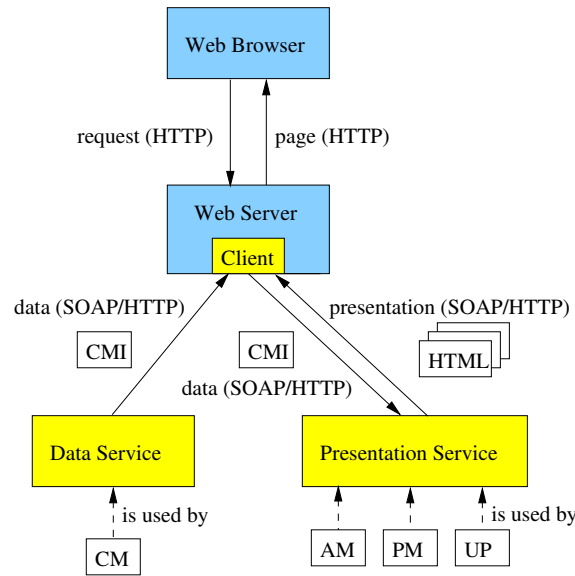 Web Browser
request (HTTP)
page (HTTP)
Web Server
Client
data (SOAP/HTTP)
presentation (SOAP/HTTP)
CMI
CMI
HTML
data (SOAP/HTTP)
Data Service
Presentation Service
is used by
is used by
CM
AM
PM
UP